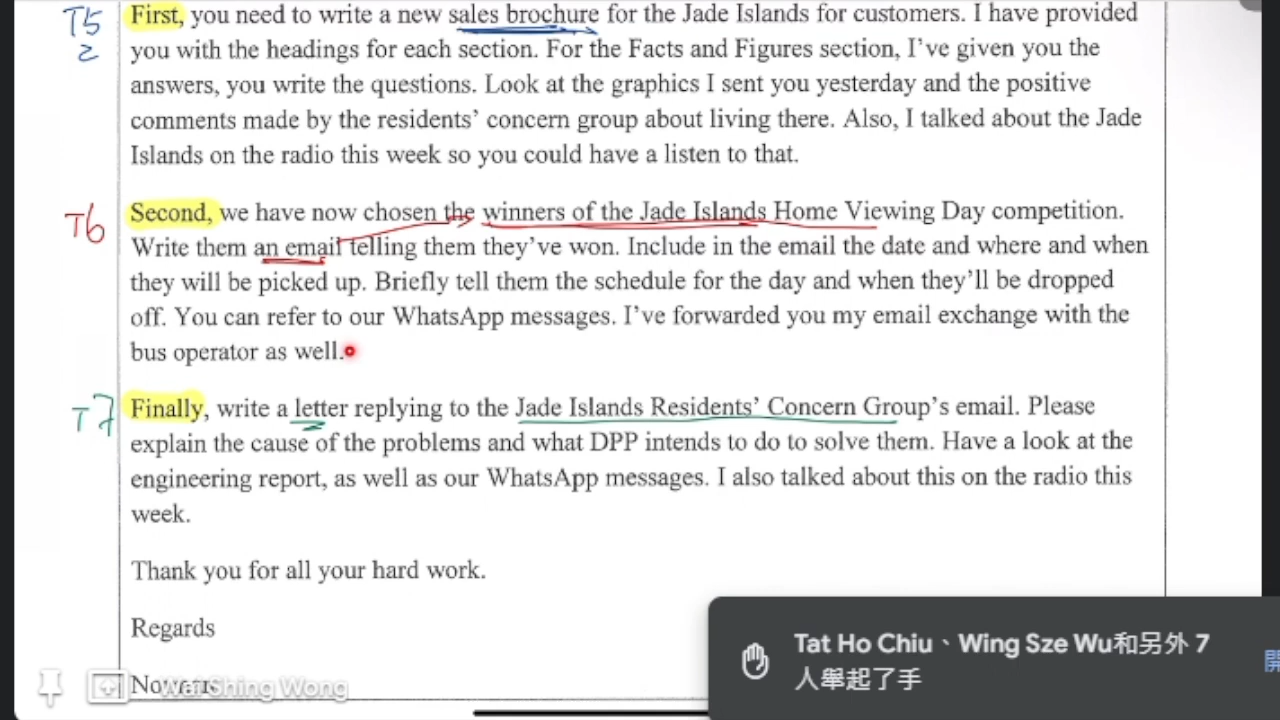 T5
2
First, you need to write a new sales brochure for the Jade Islands for customers. I have provided
you with the headings for each section. For the Facts and Figures section, I've given you the
answers, you write the questions. Look at the graphics I sent you yesterday and the positive
comments made by the residents' concern group about living there. Also, I talked about the Jade
Islands on the radio this week so you could have a listen to that.
T6
Second, we have now chosen the winners of the Jade Islands Home Viewing Day competition.
Write them an email telling them they've won. Include in the email the date and where and when
they will be picked up. Briefly tell them the schedule for the day and when they'll be dropped
off. You can refer to our WhatsApp messages. I've forwarded you my email exchange with the
bus operator as well.
T7
Finally, write a letter replying to the Jade Islands Residents' Concern Group's email. Please
explain the cause of the problems and what DPP intends to do to solve them. Have a look at the
engineering report, as well as our WhatsApp messages. I also talked about this on the radio this
week.
Thank you for all your hard work.
Regards
Shing Wong
Tat Ho Chiu、Wing Sze Wu和另外 7
人舉起了手
開